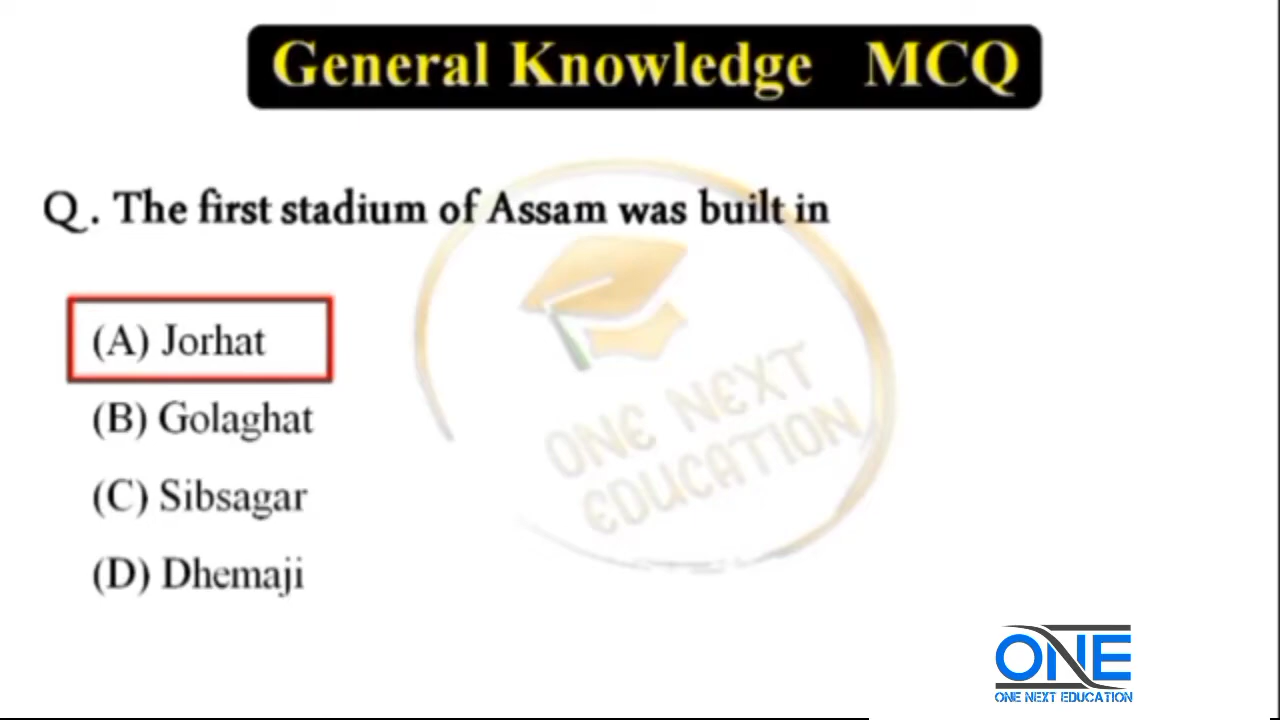 General Knowledge MCQ
Q. The first stadium of Assam was built in
(A) Jorhat
(B) Golaghat
(C) Sibsagar
(D) Dhemaji
ONE NEXT
EDUCATION
ONE
ONE NEXT EDUCATION